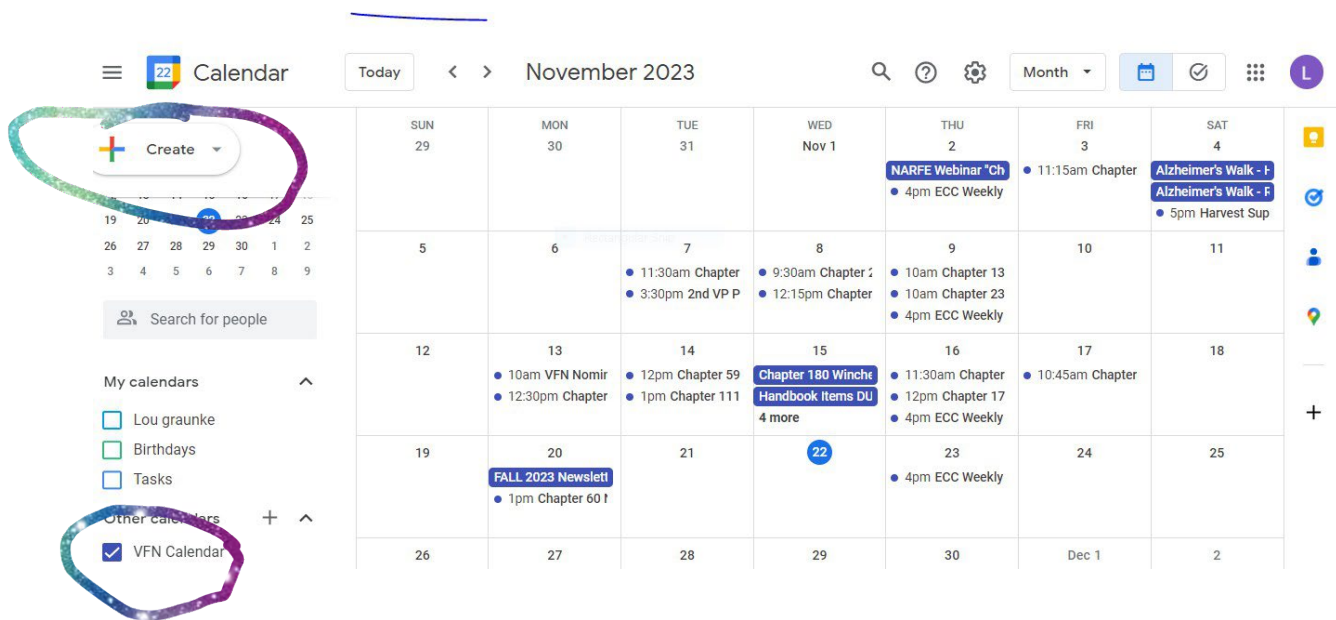 22 Calendar Today November 2023 Month L
Create
SUN MON TUE WED THU FRI SAT
29 30 31 Nov 1 2 3 4
NARFE Webinar "Ch 11:15am Chapter Alzheimer's Walk - H
4pm ECC Weekly Alzheimer's Walk - R
5pm Harvest Sup
19 20 22 23 24 25
26 27 28 29 30 1 2
3 4 5 6 7 8 9
5 6 7 8 9 10 11
11:30am Chapter 9:30am Chapter 2 10am Chapter 13
3:30pm 2nd VP P 12:15pm Chapter 10am Chapter 23
4pm ECC Weekly
Search for people
12 13 14 15 16 17 18
My calendars
10am VFN Nomir 12pm Chapter 59 Chapter 180 Winche 11:30am Chapter 10:45am Chapter
12:30pm Chapter 1pm Chapter 111 Handbook Items DU 12pm Chapter 17
4 more 4pm ECC Weekly
Lou graunke
Birthdays
Tasks
19 20 21 22 23 24 25
FALL 2023 Newslett 4pm ECC Weekly
1pm Chapter 60 M
Other calendars
VFN Calendar
26 27 28 29 30 Dec 1 2